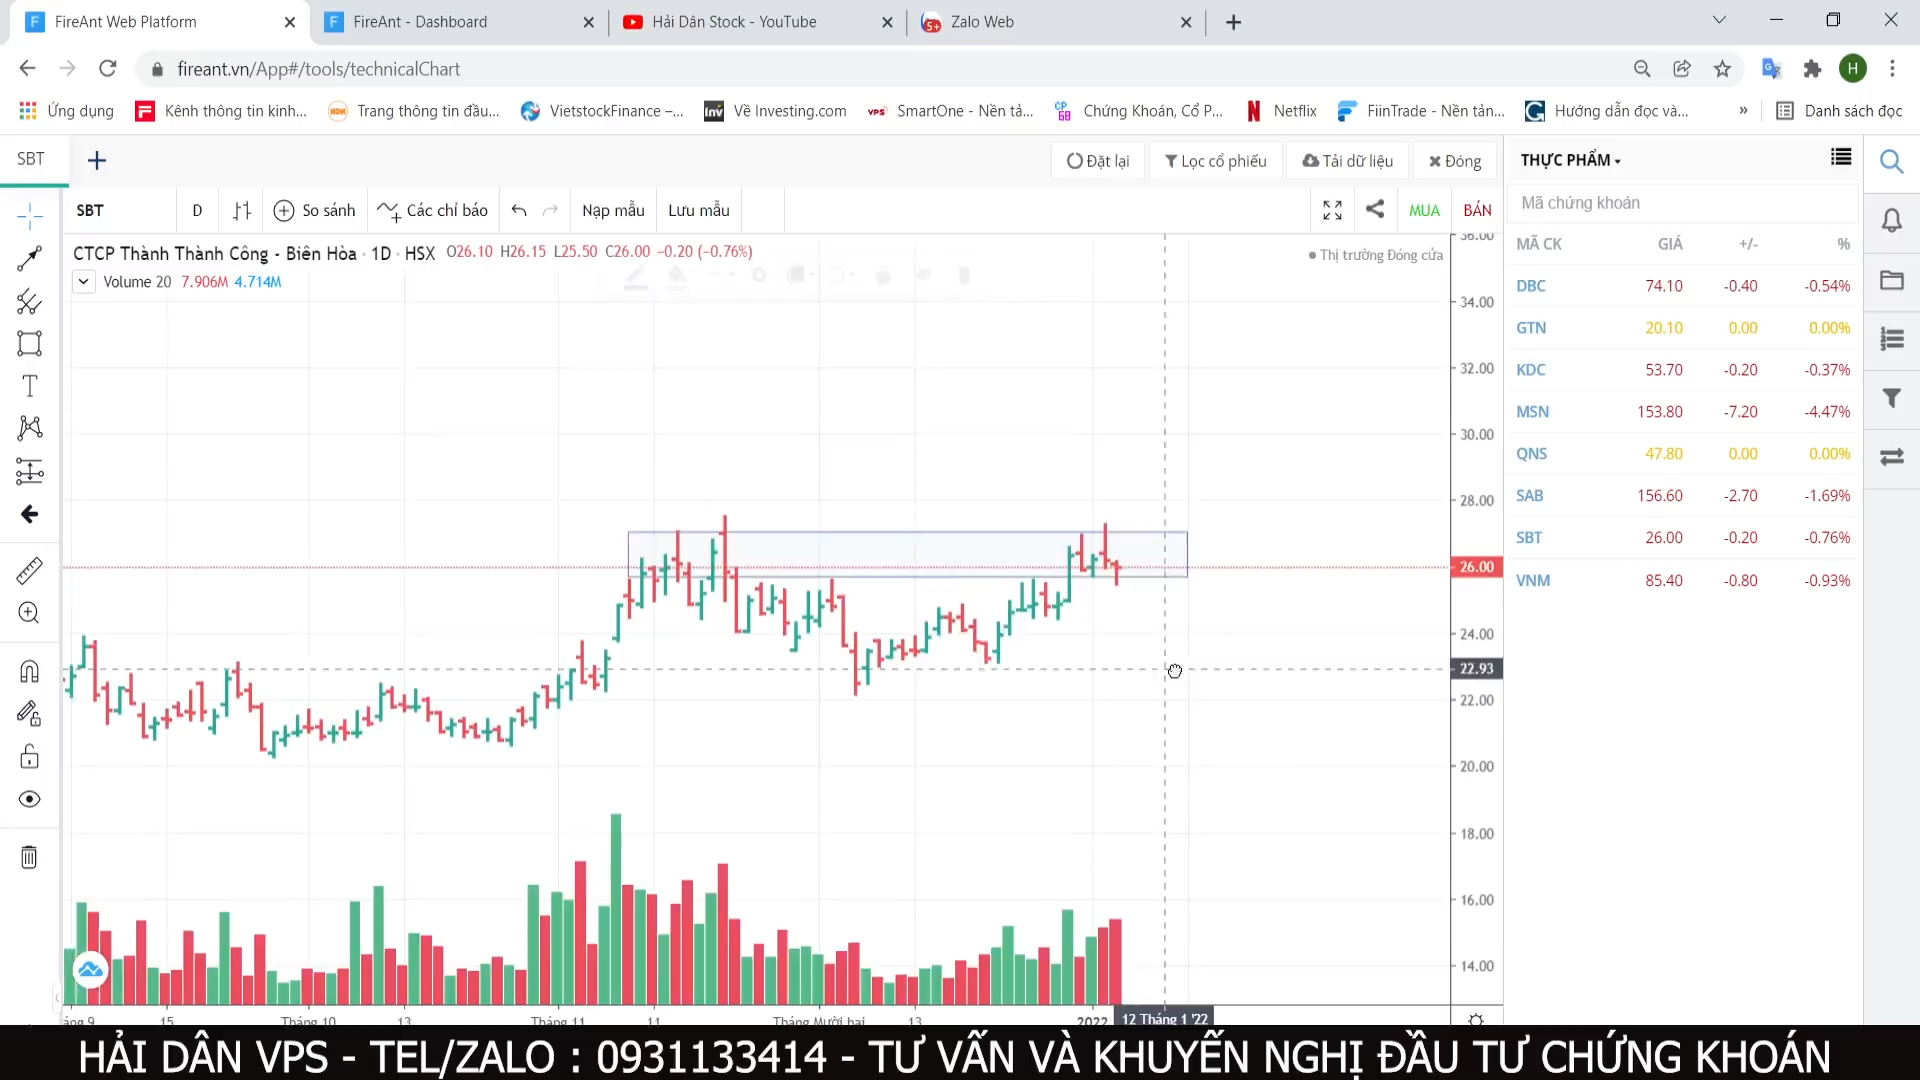 FireAnt Web Platform
FireAnt - Dashboard
Hải Dân Stock - YouTube
5+
Zalo Web
fireant.vn/App#/tools/technicalChart
H
Ứng dụng
Kênh thông tin kinh...
Trang thông tin đầu...
VietstockFinance –...
Inv
Về Investing.com
VPS
SmartOne - Nền tả...
CP 68
Chứng Khoán, Cổ P...
Netflix
FiinTrade - Nền tản...
Hướng dẫn đọc và...
»
Danh sách đọc
SBT
Đặt lại
Lọc cổ phiếu
Tải dữ liệu
Đóng
THỰC PHẨM
SBT
D
So sánh
Các chỉ báo
Nạp mẫu
Lưu mẫu
MUA
BÁN
Mã chứng khoán
CTCP Thành Thành Công - Biên Hòa · 1D · HSX O26.10 H26.15 L25.50 C26.00 −0.20 (−0.76%)
Thị trường Đóng cửa
Volume 20 7.906M 4.714M
MÃ CK GIÁ +/- %
DBC 74.10 -0.40 -0.54%
GTN 20.10 0.00 0.00%
KDC 53.70 -0.20 -0.37%
MSN 153.80 -7.20 -4.47%
QNS 47.80 0.00 0.00%
SAB 156.60 -2.70 -1.69%
SBT 26.00 -0.20 -0.76%
VNM 85.40 -0.80 -0.93%
36.00
34.00
32.00
30.00
28.00
26.00
24.00
22.93
22.00
20.00
18.00
16.00
14.00
15 Tháng 10 13 Tháng 11 11 Tháng Mười hai 13 2022 12 Tháng 1 '22
HẢI DÂN VPS - TEL/ZALO : 0931133414 - TƯ VẤN VÀ KHUYẾN NGHỊ ĐẦU TƯ CHỨNG KHOÁN